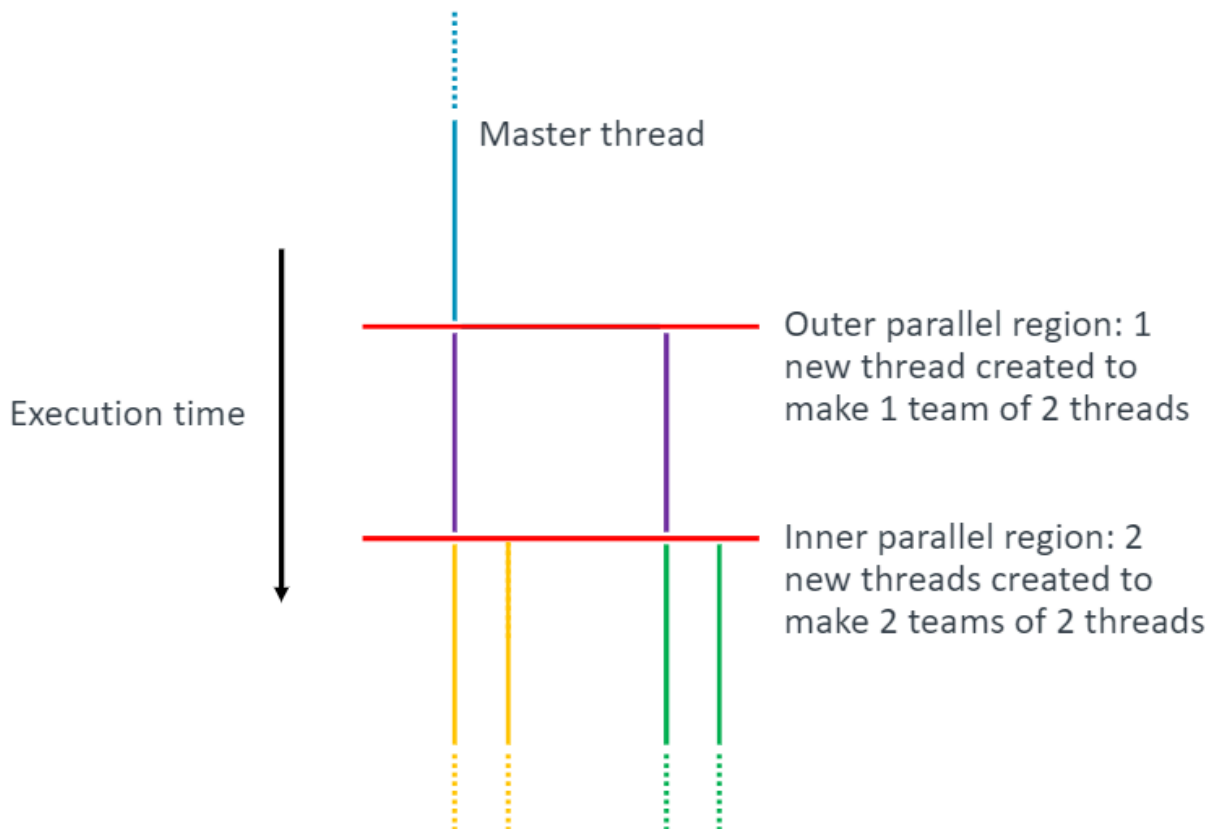 Master thread
Outer parallel region: 1
new thread created to
make 1 team of 2 threads
Execution time
Inner parallel region: 2
new threads created to
make 2 teams of 2 threads